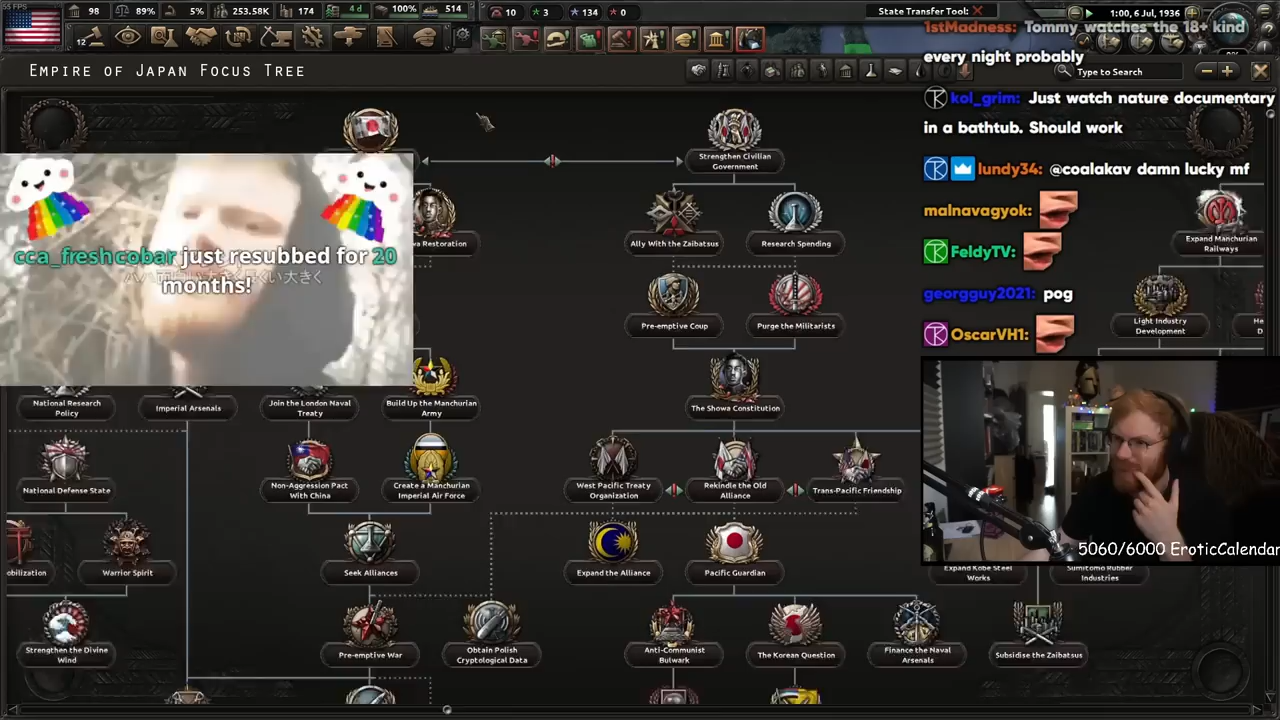 55 FPS
98
89%
5%
253.58K
174
4 d
100%
514
10
3
134
0
State Transfer Tool:
1:00, 6 Jul, 1936
12
Empire of Japan Focus Tree
Type to Search
1stMadness: Tommy watches the 18+ kind
every night probably
kol_grim: Just watch nature documentary
in a bathtub. Should work
lundy34: @coalakav damn lucky mf
malnavagyok:
FeldyTV:
georgguy2021: pog
OscarVH1:
cca_freshcobar just resubbed for 20
months!
Strengthen Civilian
Government
Restoration
Ally With the Zaibatsus
Research Spending
Expand Manchurian
Railways
Pre-emptive Coup
Purge the Militarists
Light Industry
Development
National Research
Policy
Imperial Arsenals
Join the London Naval
Treaty
Build Up the Manchurian
Army
The Showa Constitution
National Defense State
Non-Aggression Pact
With China
Create a Manchurian
Imperial Air Force
West Pacific Treaty
Organization
Rekindle the Old
Alliance
Trans-Pacific Friendship
obilization
Warrior Spirit
Seek Alliances
Expand the Alliance
Pacific Guardian
Expand Kobe Steel
Works
Sumitomo Rubber
Industries
5060/6000 EroticCalendar
Strengthen the Divine
Wind
Pre-emptive War
Obtain Polish
Cryptological Data
Anti-Communist
Bulwark
The Korean Question
Finance the Naval
Arsenals
Subsidise the Zaibatsus